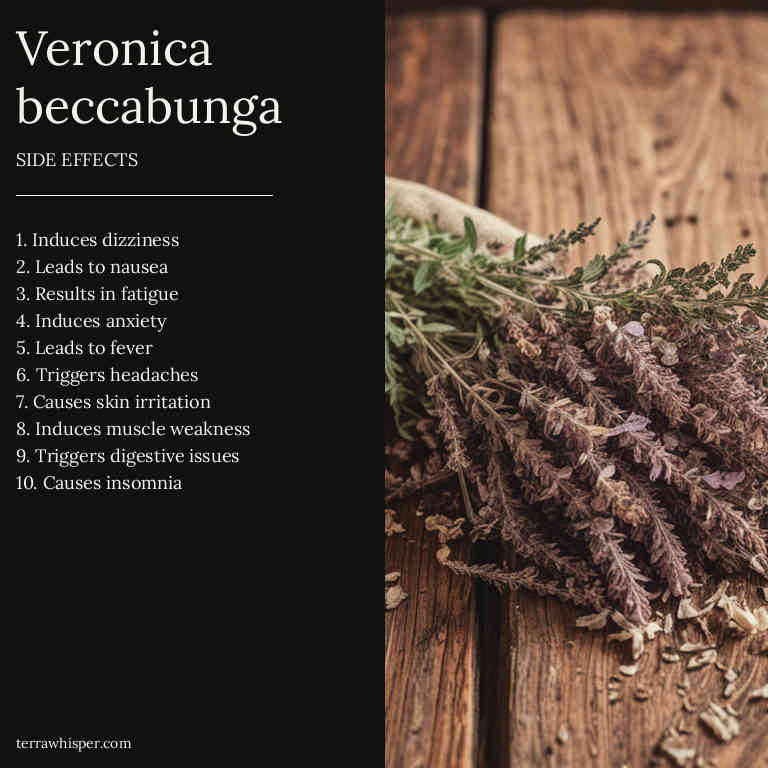 Veronica
beccabunga
SIDE EFFECTS
1. Induces dizziness
2. Leads to nausea
3. Results in fatigue
4. Induces anxiety
5. Leads to fever
6. Triggers headaches
7. Causes skin irritation
8. Induces muscle weakness
9. Triggers digestive issues
10. Causes insomnia
terrawhisper.com